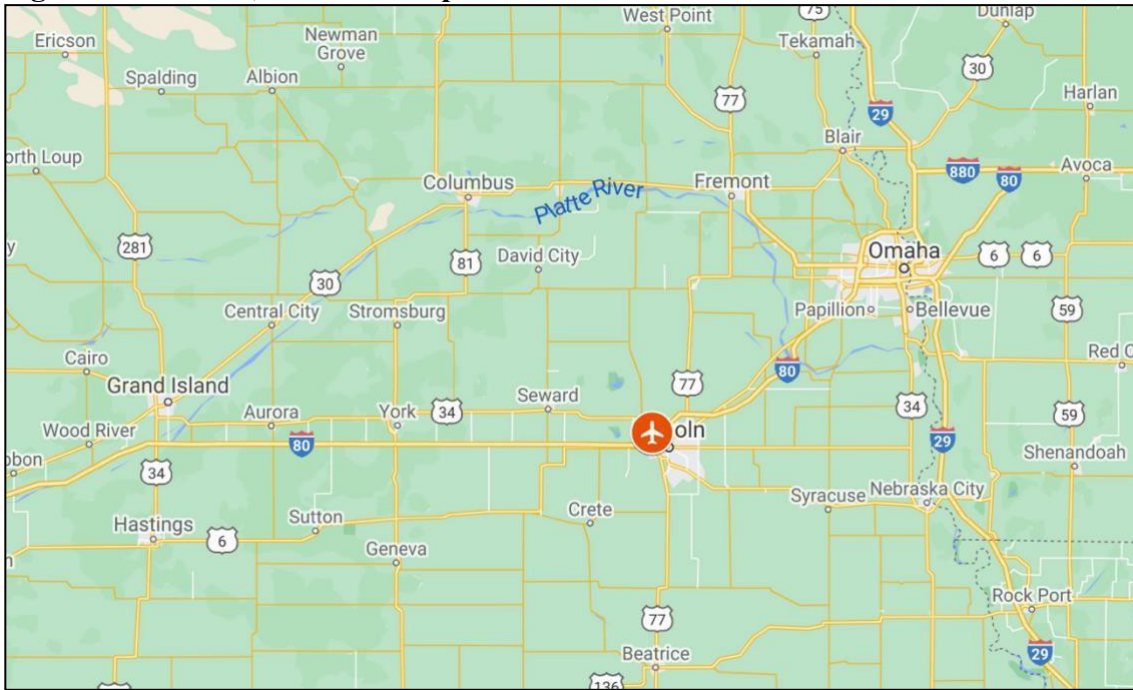 West Point
75
Dunlap
Ericson
Newman
Grove
Tekamah
30
Spalding
Albion
77
29
Harlan
Blair
orth Loup
880
80
Avoca
Columbus
Platte River
Fremont
281
y
81
David City
Omaha
6
6
30
Central City
Stromsburg
Papillion
Bellevue
59
Cairo
Red C
Grand Island
77
80
Seward
34
Aurora
York
34
59
Wood River
80
oln
29
obon
Shenandoah
34
Syracuse
Nebraska City
Hastings
6
Sutton
Crete
Geneva
n
Rock Port
77
29
Beatrice
136